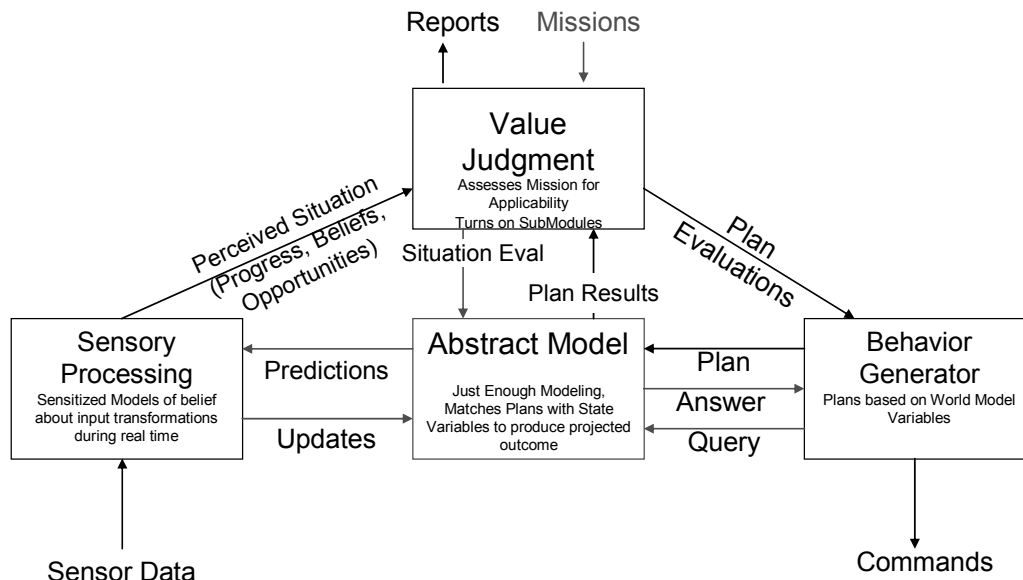 Reports
Missions
Value
Judgment
Assesses Mission for
Applicability
Turns on SubModules
Perceived Situation
(Progress, Beliefs,
Opportunities)
Situation Eval
Plan Results
Plan
Evaluations
Sensory
Processing
Sensitized Models of belief
about input transformations
during real time
Predictions
Updates
Abstract Model
Just Enough Modeling,
Matches Plans with State
Variables to produce projected
outcome
Plan
Answer
Query
Behavior
Generator
Plans based on World Model
Variables
Sensor Data
Commands